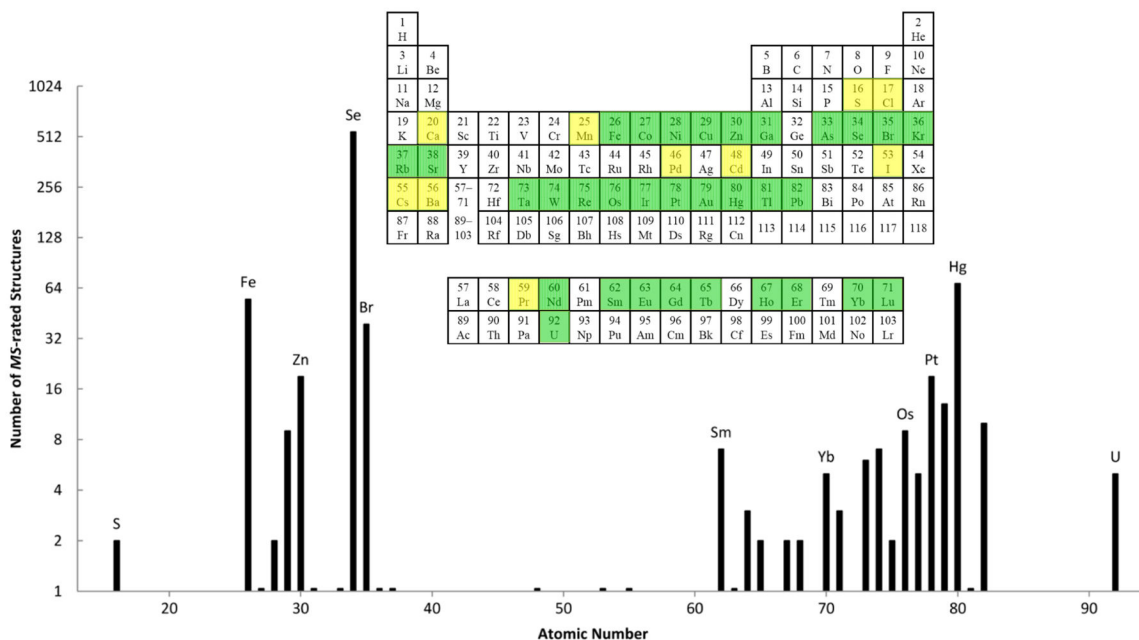 1 2
H He
3 4 5 6 7 8 9 10
Li Be B C N O F Ne
11 12 13 14 15 16 17 18
Na Mg Al Si P S Cl Ar
19 20 21 22 23 24 25 26 27 28 29 30 31 32 33 34 35 36
K Ca Sc Ti V Cr Mn Fe Co Ni Cu Zn Ga Ge As Se Br Kr
37 38 39 40 41 42 43 44 45 46 47 48 49 50 51 52 53 54
Rb Sr Y Zr Nb Mo Tc Ru Rh Pd Ag Cd In Sn Sb Te I Xe
55 56 57– 72 73 74 75 76 77 78 79 80 81 82 83 84 85 86
Cs Ba 71 Hf Ta W Re Os Ir Pt Au Hg Tl Pb Bi Po At Rn
87 88 89– 104 105 106 107 108 109 110 111 112 113 114 115 116 117 118
Fr Ra 103 Rf Db Sg Bh Hs Mt Ds Rg Cn
57 58 59 60 61 62 63 64 65 66 67 68 69 70 71
La Ce Pr Nd Pm Sm Eu Gd Tb Dy Ho Er Tm Yb Lu
89 90 91 92 93 94 95 96 97 98 99 100 101 102 103
Ac Th Pa U Np Pu Am Cm Bk Cf Es Fm Md No Lr
Number of MS-rated Structures
1024
512
256
128
64
32
16
8
4
2
1
S
Fe
Zn
Se
Br
Sm
Yb
Os
Pt
Hg
U
20 30 40 50 60 70 80 90
Atomic Number